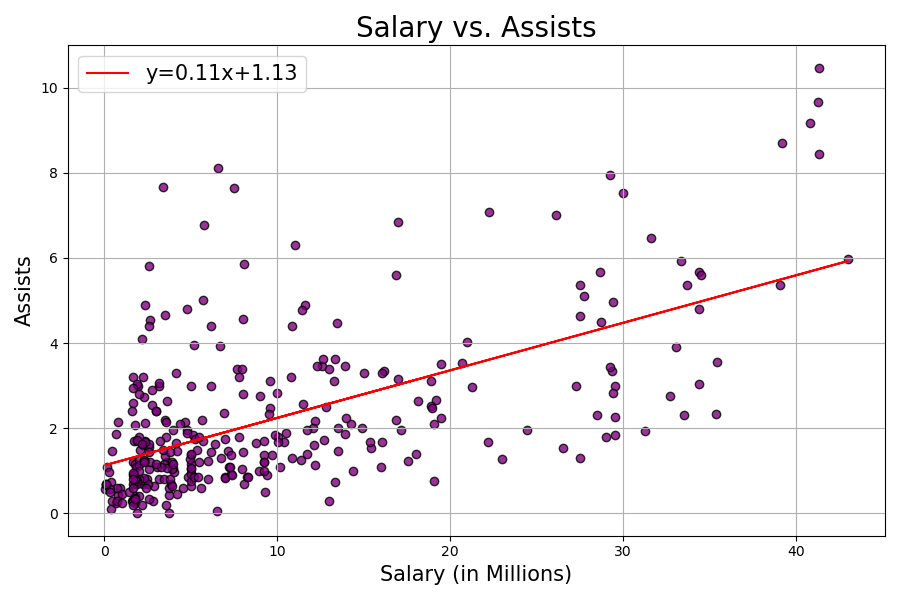 Salary vs. Assists
y=0.11x+1.13
Assists
10
8
6
4
2
0
0 10 20 30 40
Salary (in Millions)